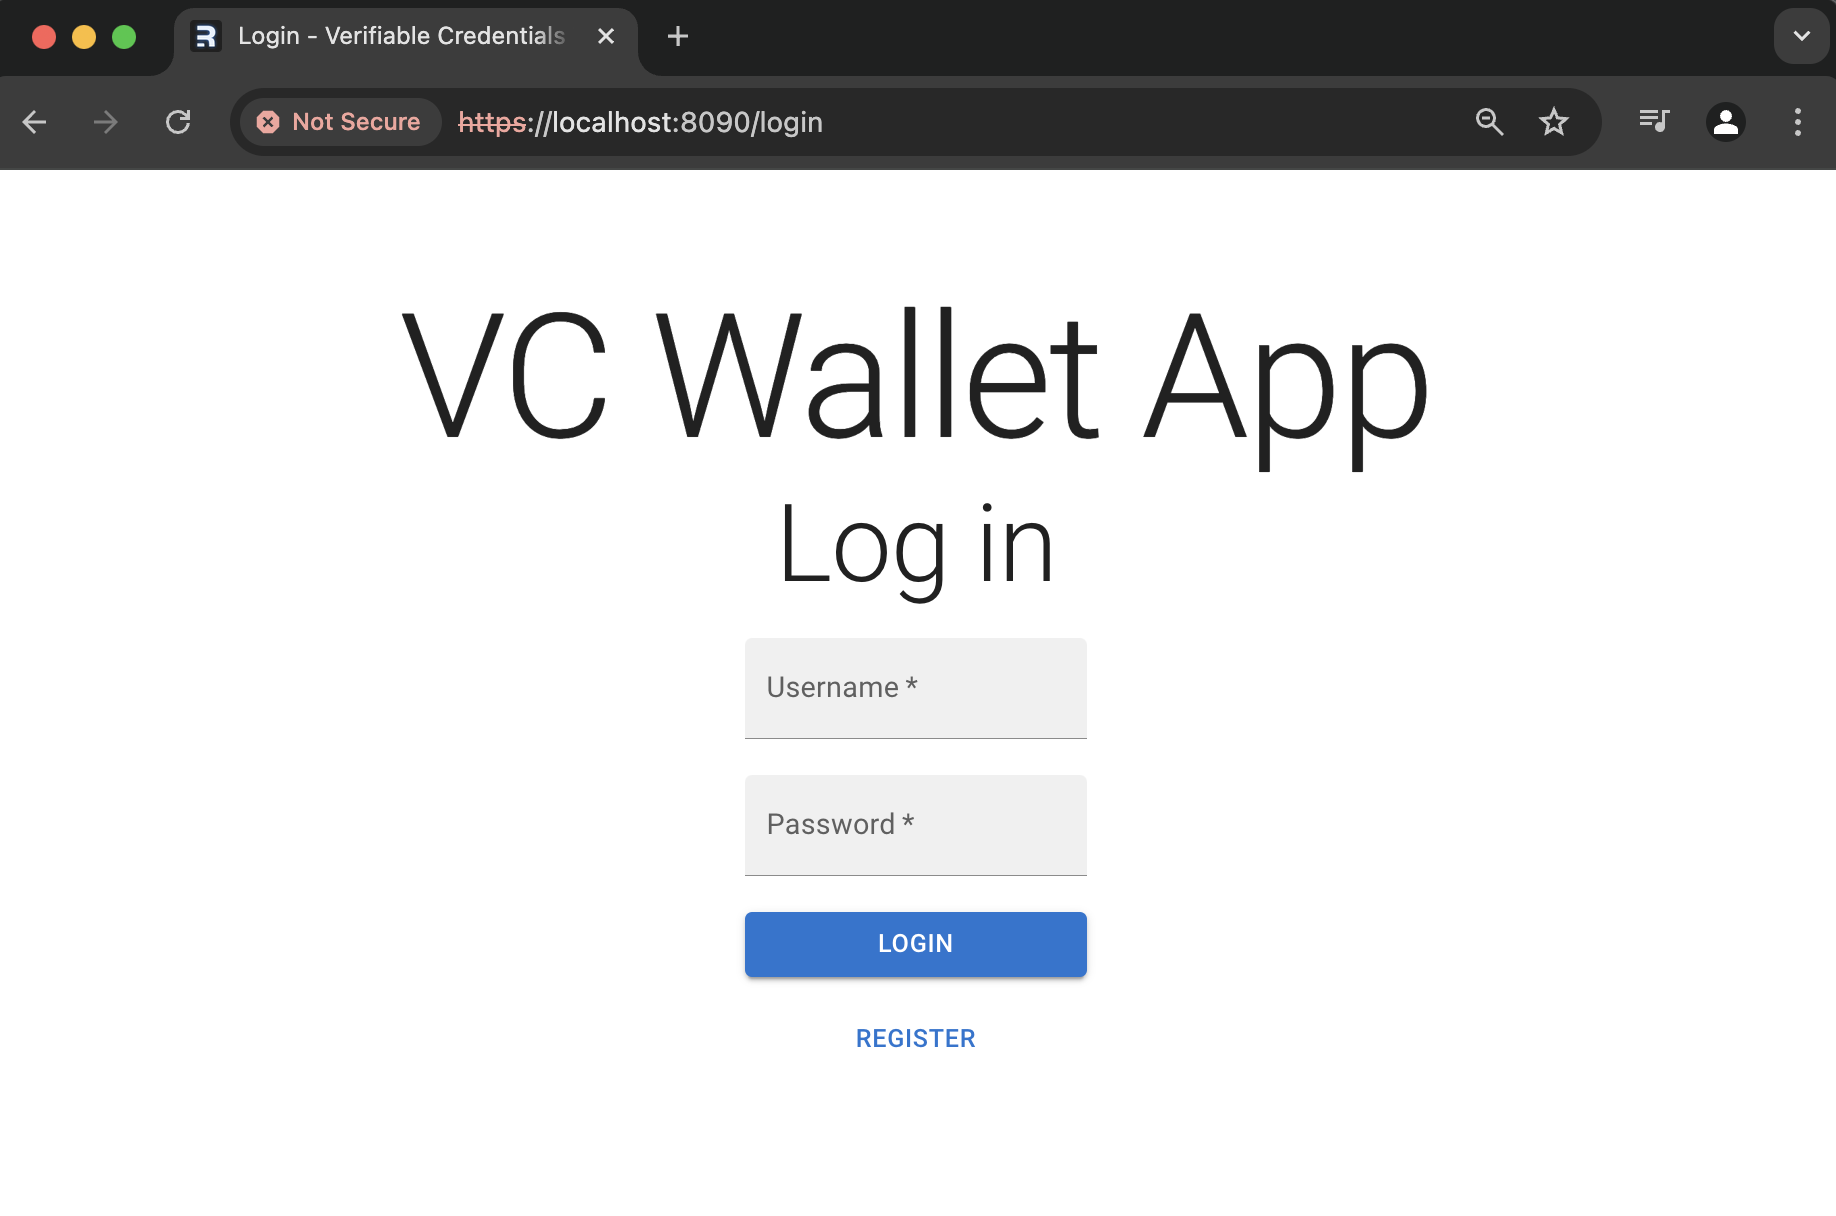 Login - Verifiable Credentials
Not Secure https://localhost:8090/login
VC Wallet App
Log in
Username *
Password *
LOGIN
REGISTER